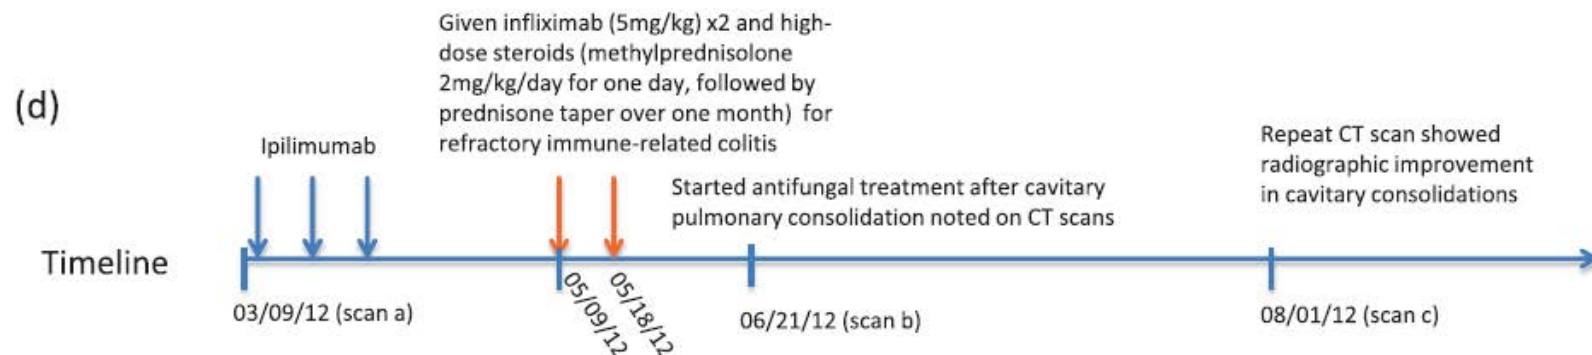 (d)
Given infliximab (5mg/kg) x2 and high-
dose steroids (methylprednisolone
2mg/kg/day for one day, followed by
prednisone taper over one month)  for
refractory immune-related colitis
Ipilimumab
Started antifungal treatment after cavitary
pulmonary consolidation noted on CT scans
Repeat CT scan showed
radiographic improvement
in cavitary consolidations
Timeline
03/09/12 (scan a)
05/09/12
05/18/12
06/21/12 (scan b)
08/01/12 (scan c)